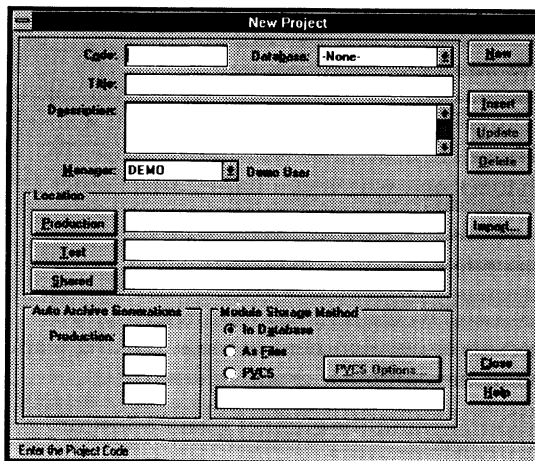 New Project
Code: Database: -None- New
Title:
Description: Insert
Update
Delete
Manager: DEMO Demo User
Location
Production Import...
Test
Shared
Auto Archive Generations Module Storage Method
Production: In Database
As Files
PVCS PVCS Options... Close
Help
Enter the Project Code